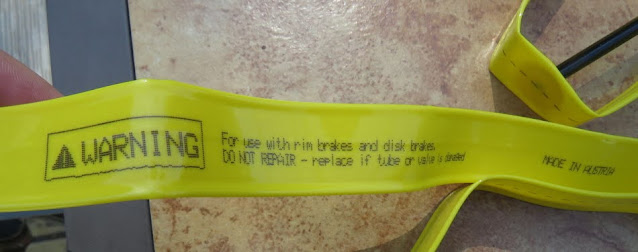 WARNING
For use with rim brakes and disk brakes.
DO NOT REPAIR - replace if tube or valve is damaged
MADE IN AUSTRIA